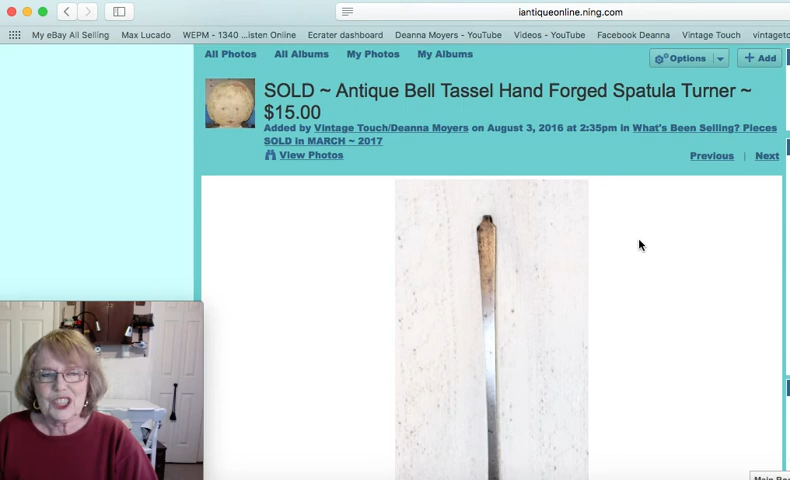 iantiqueonline.ning.com
My eBay All Selling Max Lucado WEPM - 1340 ...isten Online Ecrater dashboard Deanna Moyers - YouTube Videos - YouTube Facebook Deanna Vintage Touch vintageto
All Photos All Albums My Photos My Albums Options Add
SOLD ~ Antique Bell Tassel Hand Forged Spatula Turner ~
$15.00
Added by Vintage Touch/Deanna Moyers on August 3, 2016 at 2:35pm in What's Been Selling? Pieces
SOLD in MARCH ~ 2017
View Photos Previous | Next